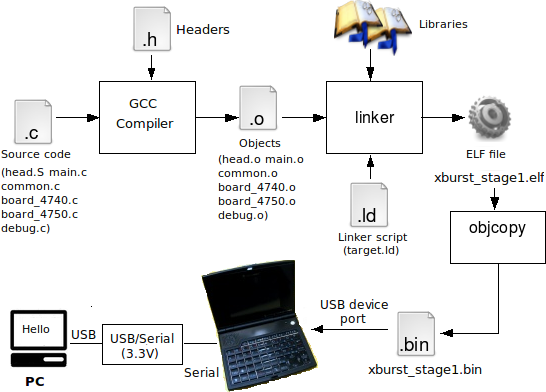 .h
Headers
Libraries
.c
Source code
(head.S main.c
common.c
board_4740.c
board_4750.c
debug.c)
GCC
Compiler
.o
Objects
(head.o main.o
common.o
board_4740.o
board_4750.o
debug.o)
linker
.ld
Linker script
(target.ld)
ELF file
xburst_stage1.elf
objcopy
.bin
xburst_stage1.bin
USB device
port
Serial
USB/Serial
(3.3V)
USB
Hello
PC